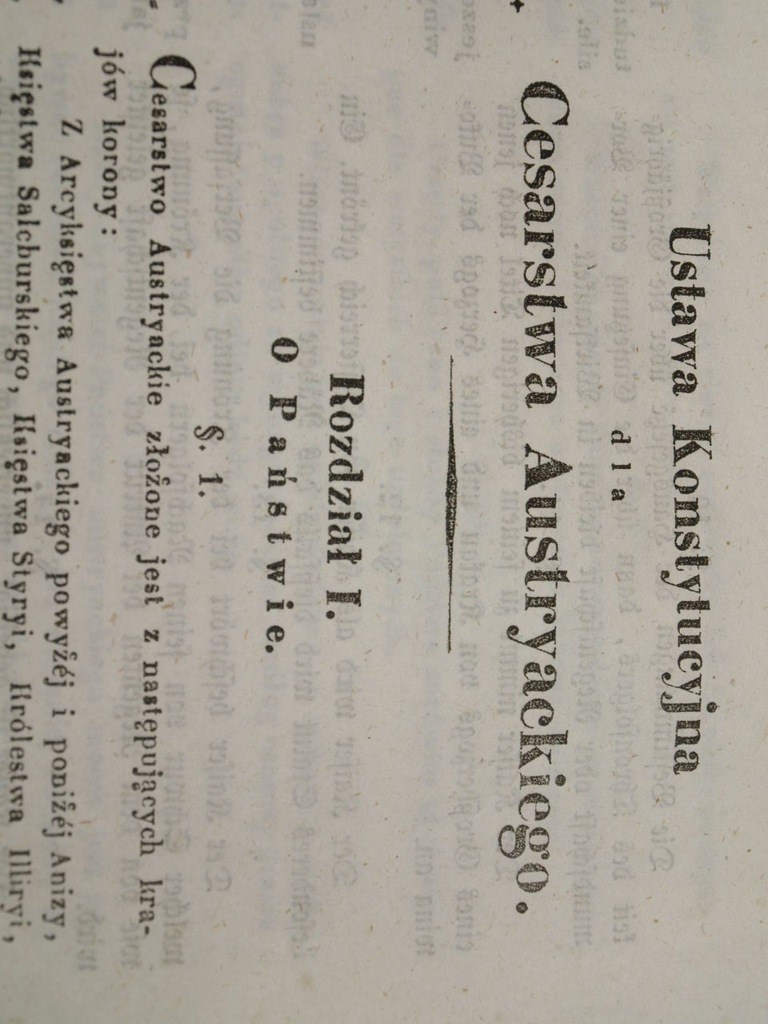 Ustawa Konstytucyjna
dla
Cesarstwa Austryackiego.
Rozdział I.
O Państwie.
§. 1.
Cesarstwo Austryackie złożone jest z następujących kra-
jów korony:
Z Arcyksięstwa Austryackiego powyżéj i poniżéj Anizy,
Księstwa Salcburskiego, Księstwa Styryi, Królestwa Illiryi,